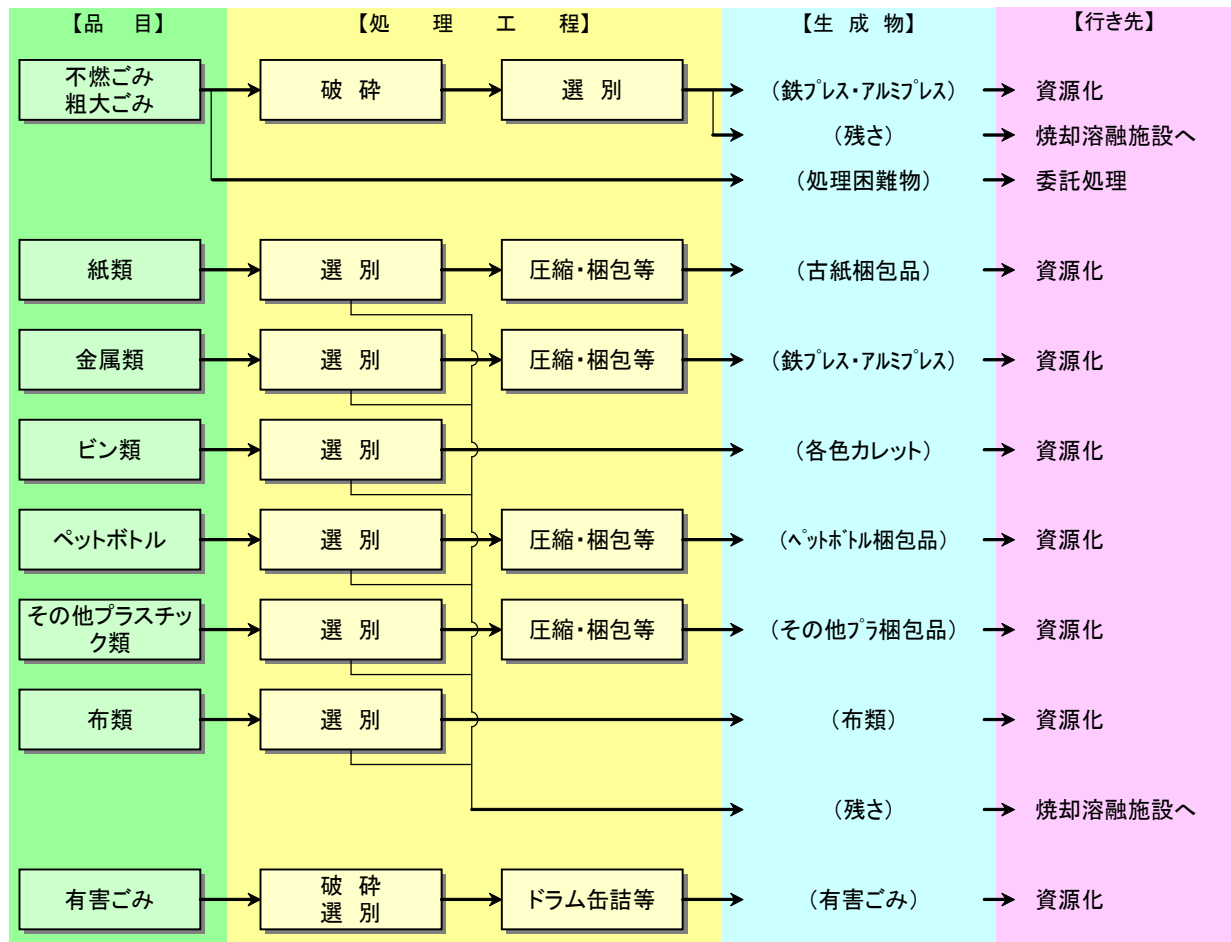 【品 目】 【処 理 工 程】 【生 成 物】 【行き先】
不燃ごみ
粗大ごみ
破 砕 選 別 (鉄プレス・アルミプレス) 資源化
(残さ) 焼却溶融施設へ
(処理困難物) 委託処理
紙類 選 別 圧縮・梱包等 (古紙梱包品) 資源化
金属類 選 別 圧縮・梱包等 (鉄プレス・アルミプレス) 資源化
ビン類 選 別 (各色カレット) 資源化
ペットボトル 選 別 圧縮・梱包等 (ペットボトル梱包品) 資源化
その他プラスチッ
ク類
選 別 圧縮・梱包等 (その他プラ梱包品) 資源化
布類 選 別 (布類) 資源化
(残さ) 焼却溶融施設へ
有害ごみ
破 砕
選 別
ドラム缶詰等 (有害ごみ) 資源化